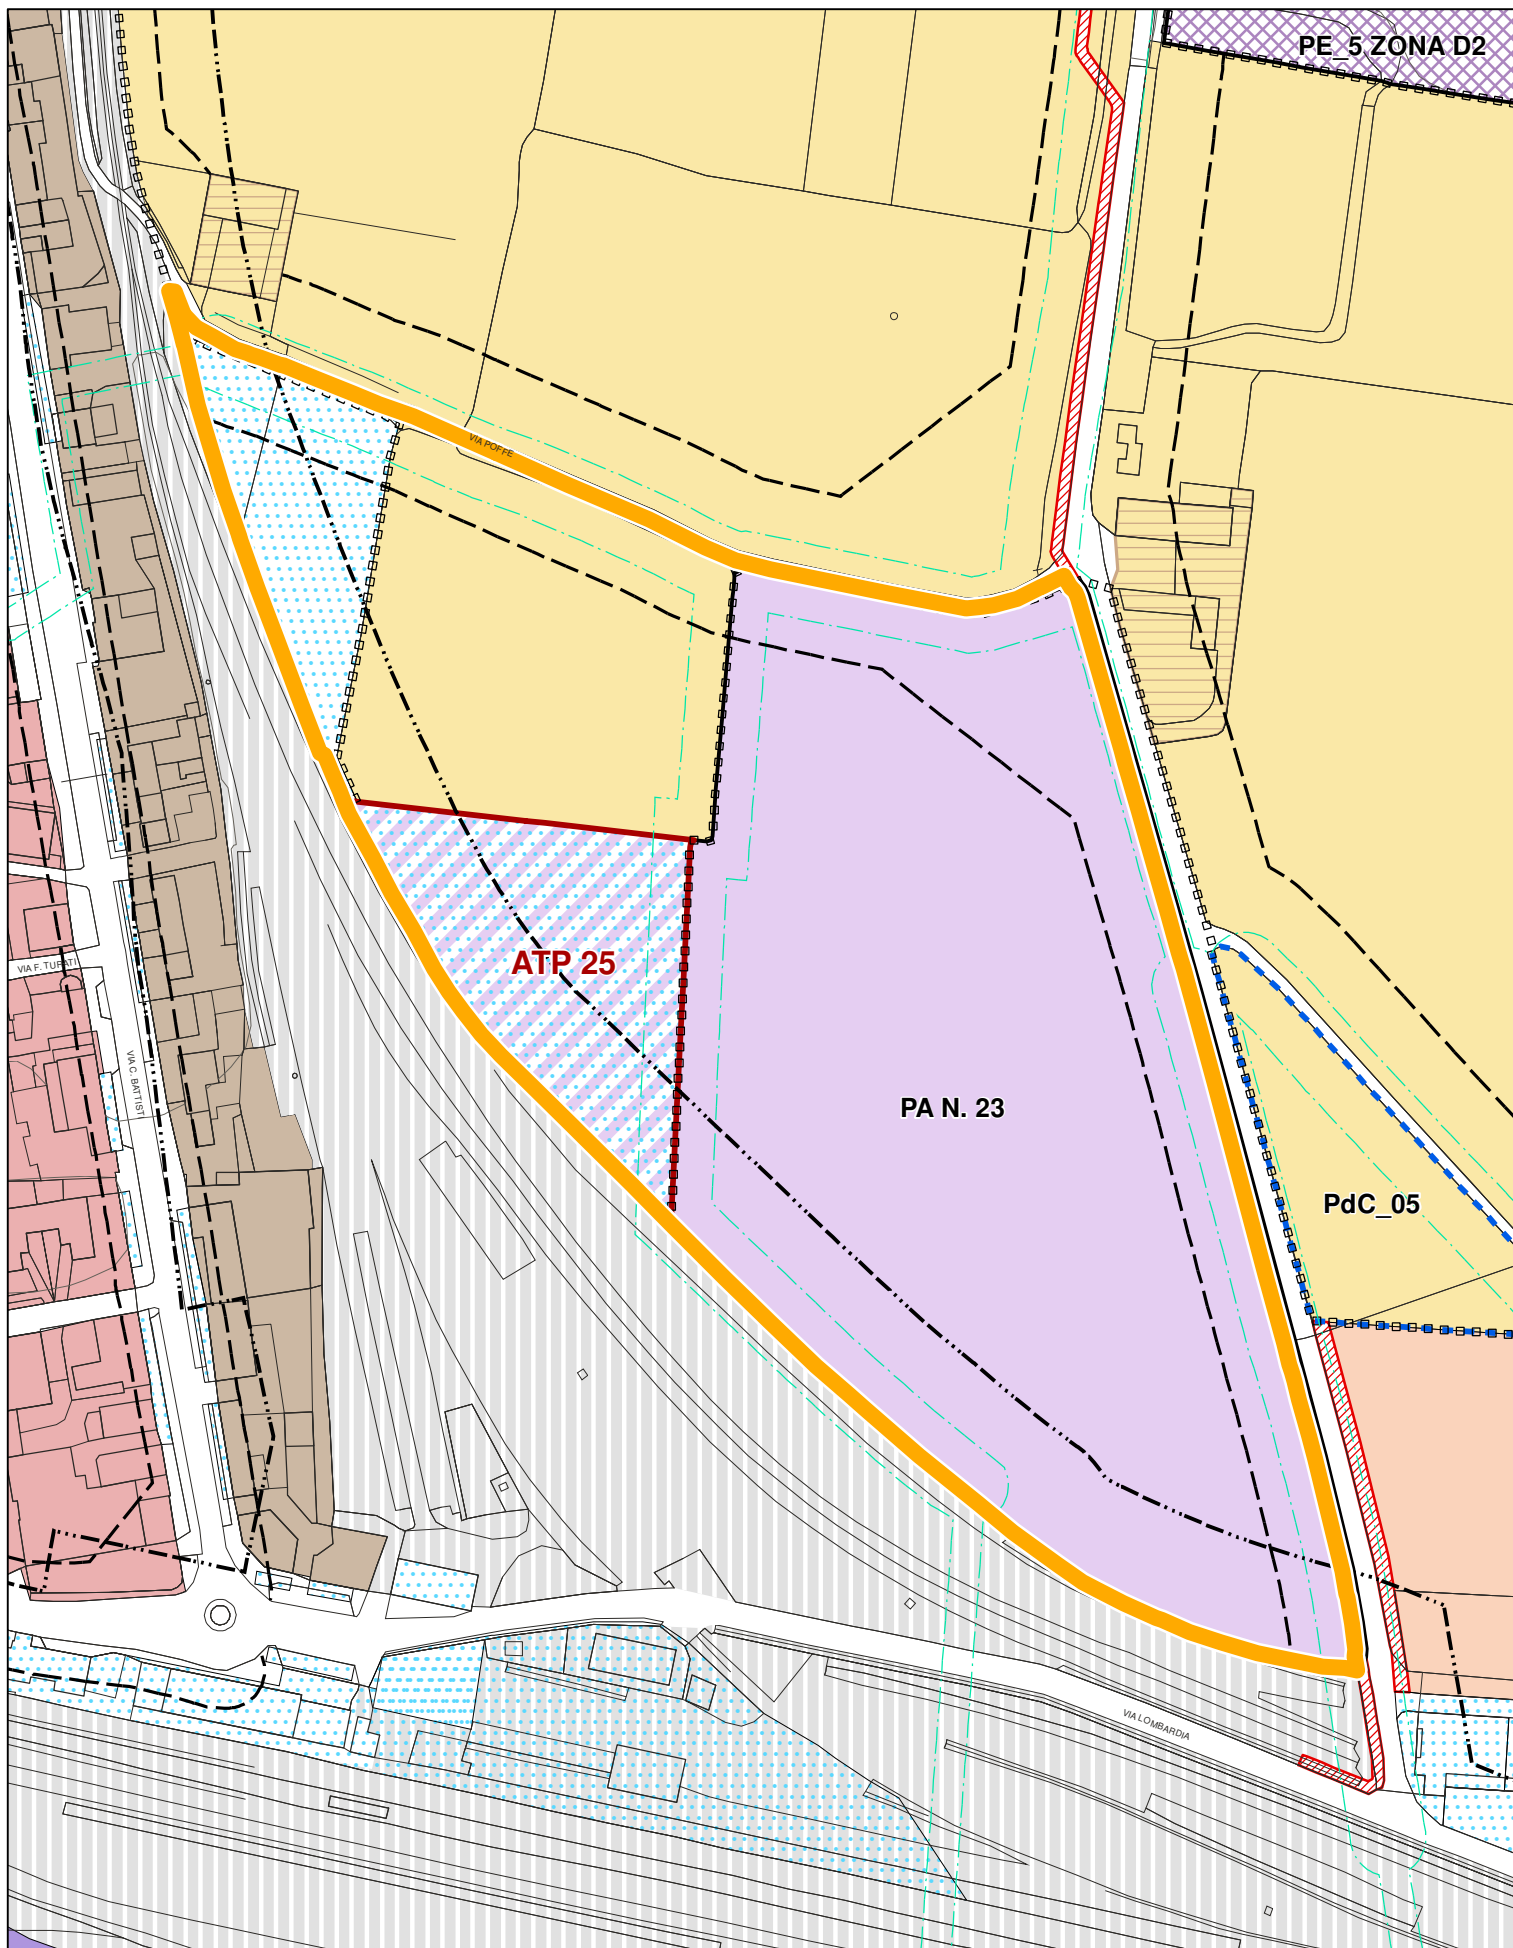 PE_5 ZONA D2
VIA POFFE
ATP 25
VIA F. TURATI
VIA C. BATTISTI
PA N. 23
PdC_05
VIA LOMBARDIA